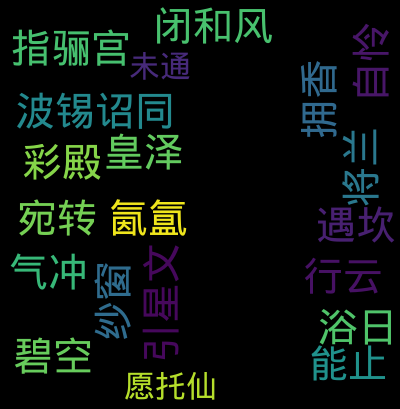 闭和风
指骊宫
未通
自怜
拥香
波锡诏同
皇泽
彩殿
将兰
宛转
氤氲
遇坎
气冲
引星文
行云
纱窗
浴日
碧空
能止
愿托仙